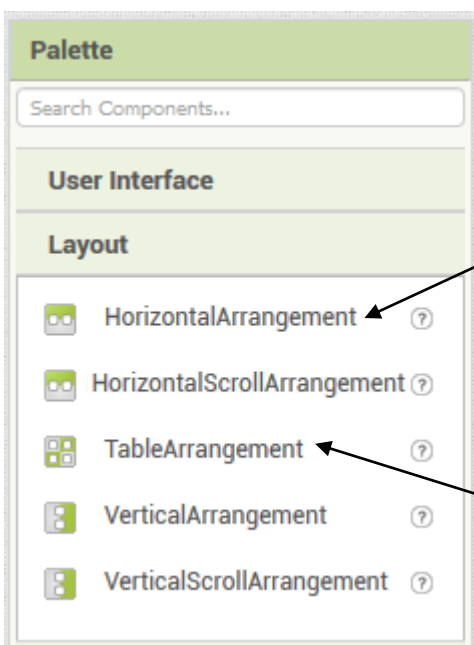 Palette
Search Components...
User Interface
Layout
HorizontalArrangement ?
HorizontalScrollArrangement ?
TableArrangement ?
VerticalArrangement ?
VerticalScrollArrangement ?